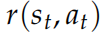 r(s_t, a_t)